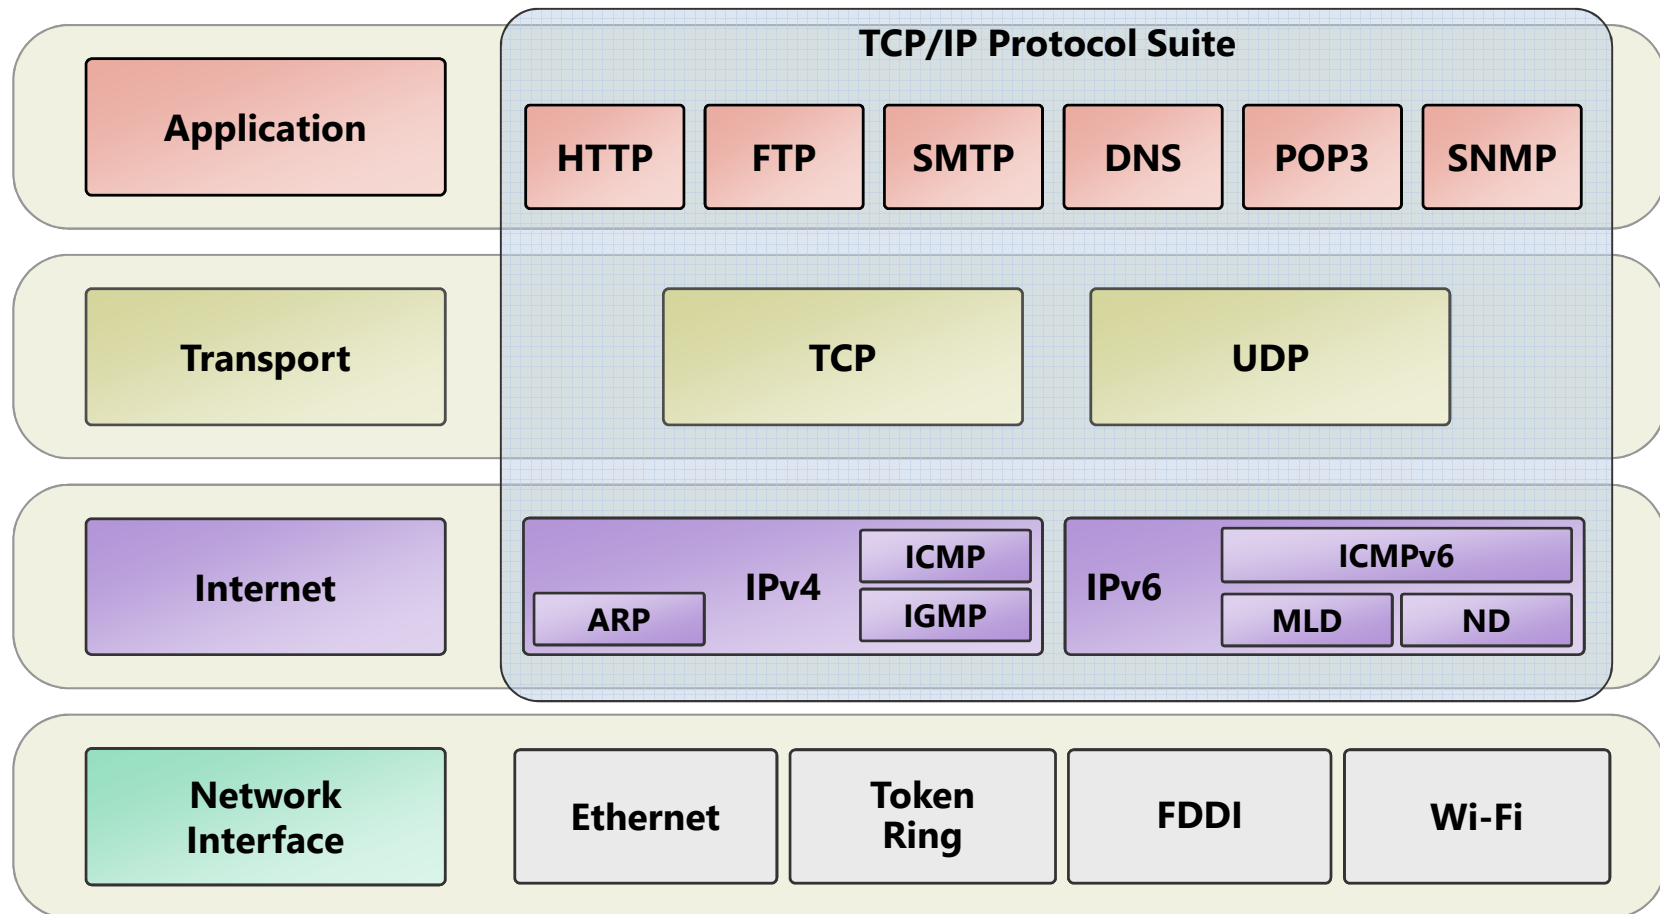 TCP/IP Protocol Suite
Application
HTTP
FTP
SMTP
DNS
POP3
SNMP
Transport
TCP
UDP
Internet
IPv4
ARP
ICMP
IGMP
IPv6
ICMPv6
MLD
ND
Network
Interface
Ethernet
Token
Ring
FDDI
Wi-Fi